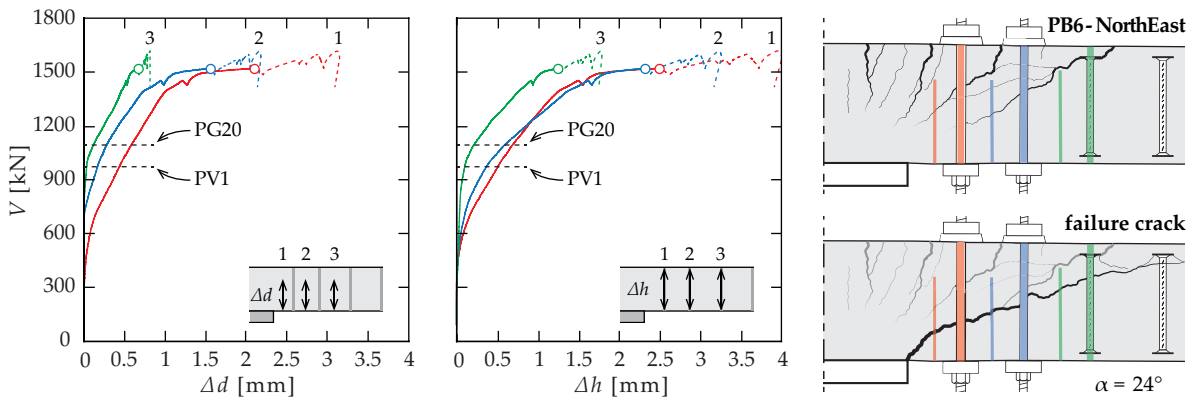 1800
1500
1200
900
600
300
0
V [kN]
3
2
1
PG20
PV1
1 2 3
Δd
0 0.5 1 1.5 2 2.5 3 3.5 4
Δd [mm]
3
2
1
PG20
PV1
1 2 3
Δh
0 0.5 1 1.5 2 2.5 3 3.5 4
Δh [mm]
PB6 - NorthEast
failure crack
α = 24°